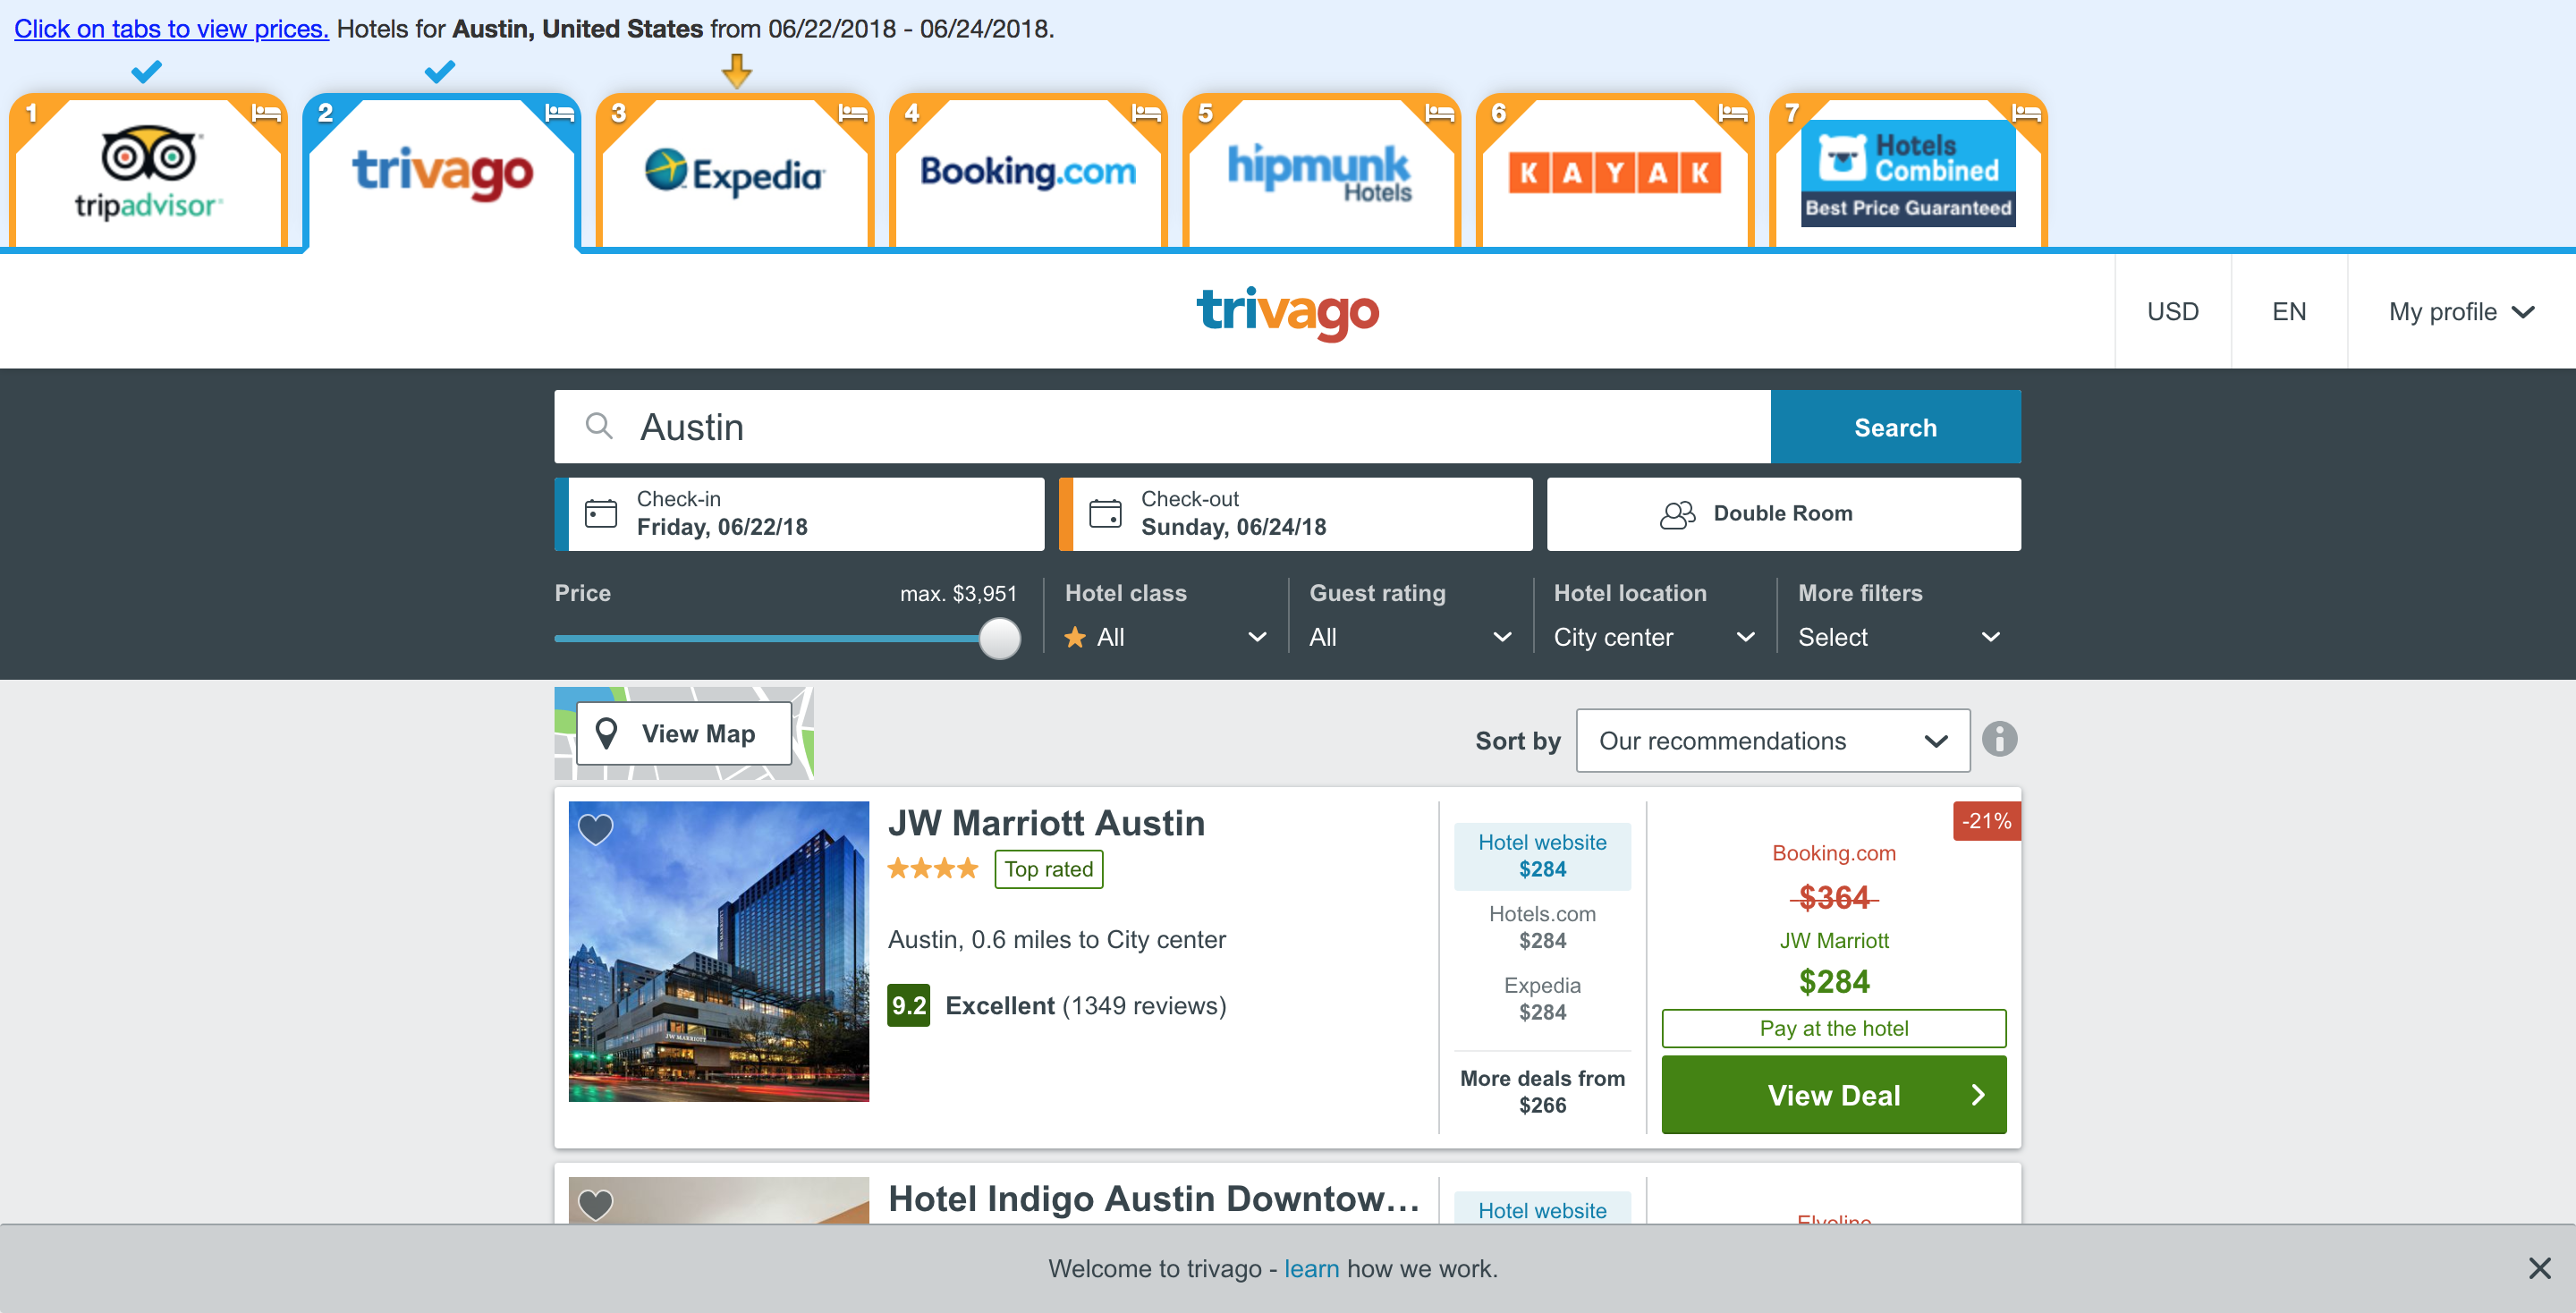 Click on tabs to view prices. Hotels for Austin, United States from 06/22/2018 - 06/24/2018.
1
tripadvisor
2
trivago
3
Expedia
4
Booking.com
5
hipmunk
Hotels
6
KAYAK
7
Hotels
Combined
Best Price Guaranteed
trivago
USD
EN
My profile
Austin
Search
Check-in
Friday, 06/22/18
Check-out
Sunday, 06/24/18
Double Room
Price
max. $3,951
Hotel class
All
Guest rating
All
Hotel location
City center
More filters
Select
View Map
Sort by
Our recommendations
JW Marriott Austin
Top rated
Austin, 0.6 miles to City center
9.2 Excellent (1349 reviews)
Hotel website
$284
Hotels.com
$284
Expedia
$284
More deals from
$266
-21%
Booking.com
$364
JW Marriott
$284
Pay at the hotel
View Deal
JW MARRIOTT
Hotel Indigo Austin Downtow...
Hotel website
Welcome to trivago - learn how we work.